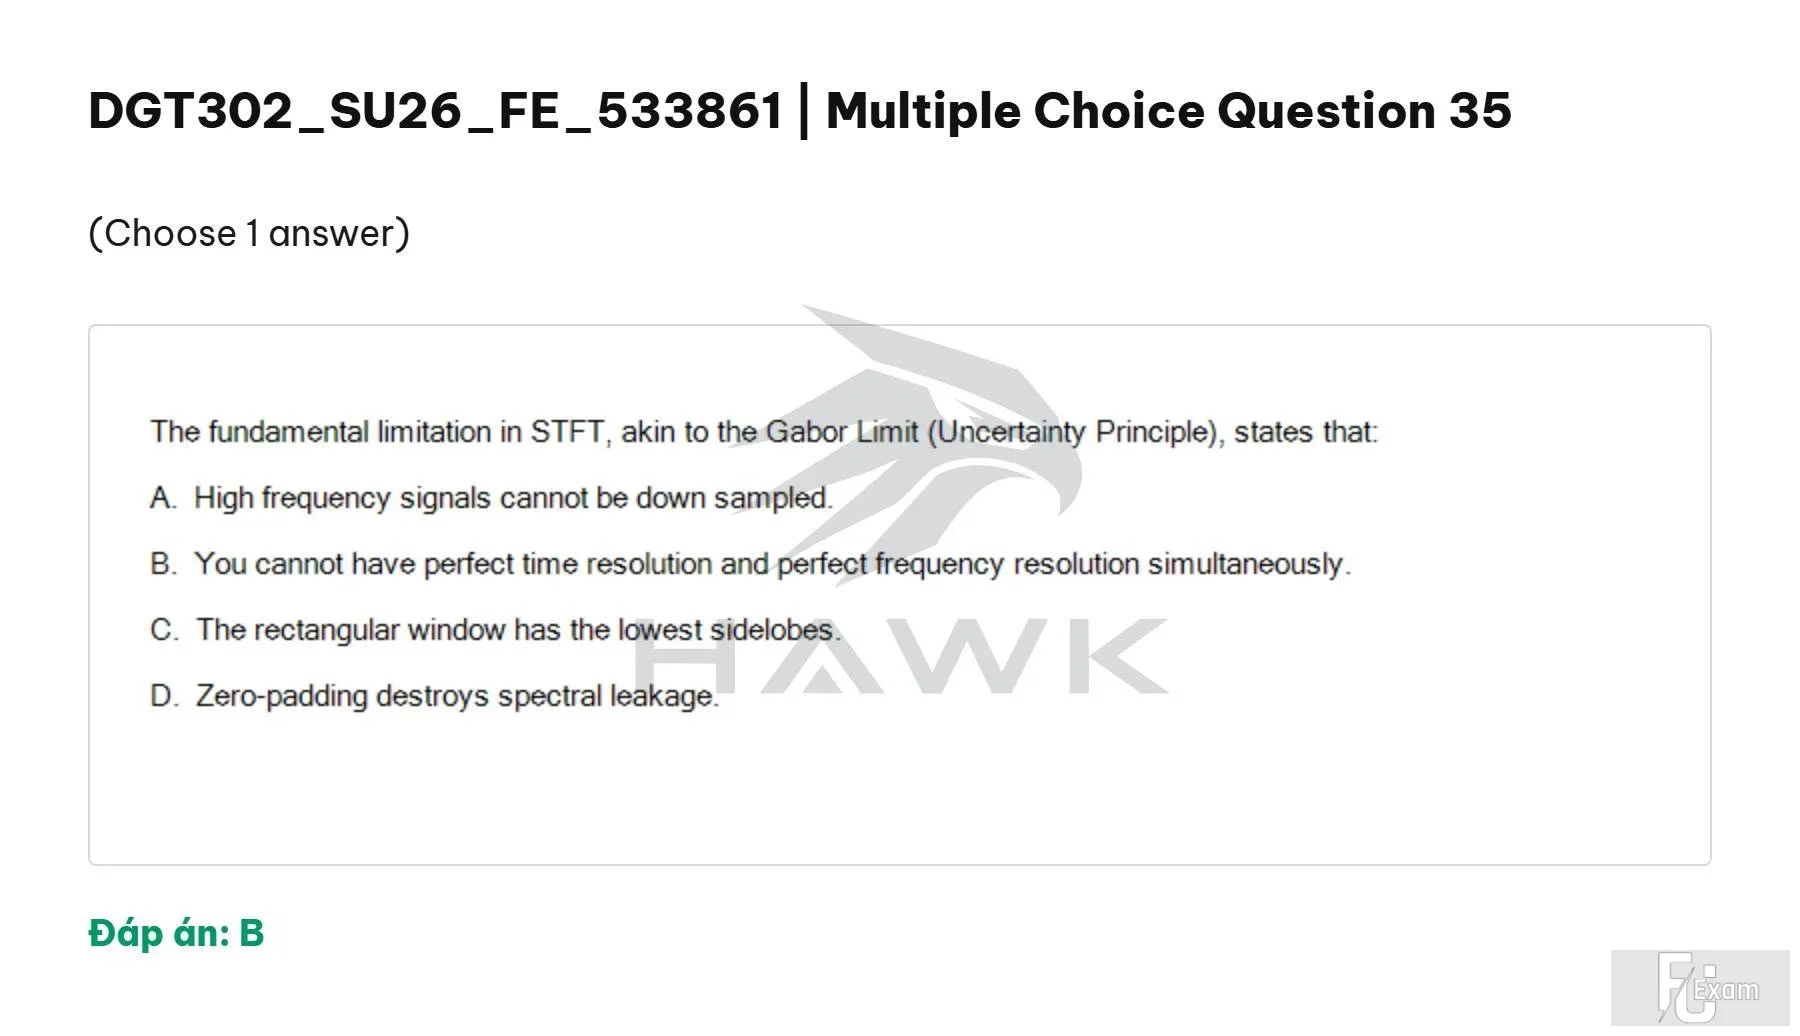 DGT302_SU26_FE_533861 | Multiple Choice Question 35
(Choose 1 answer)
The fundamental limitation in STFT, akin to the Gabor Limit (Uncertainty Principle), states that:
A. High frequency signals cannot be down sampled.
B. You cannot have perfect time resolution and perfect frequency resolution simultaneously.
C. The rectangular window has the lowest sidelobes.
D. Zero-padding destroys spectral leakage.
HAWK
Đáp án: B
FU Exam